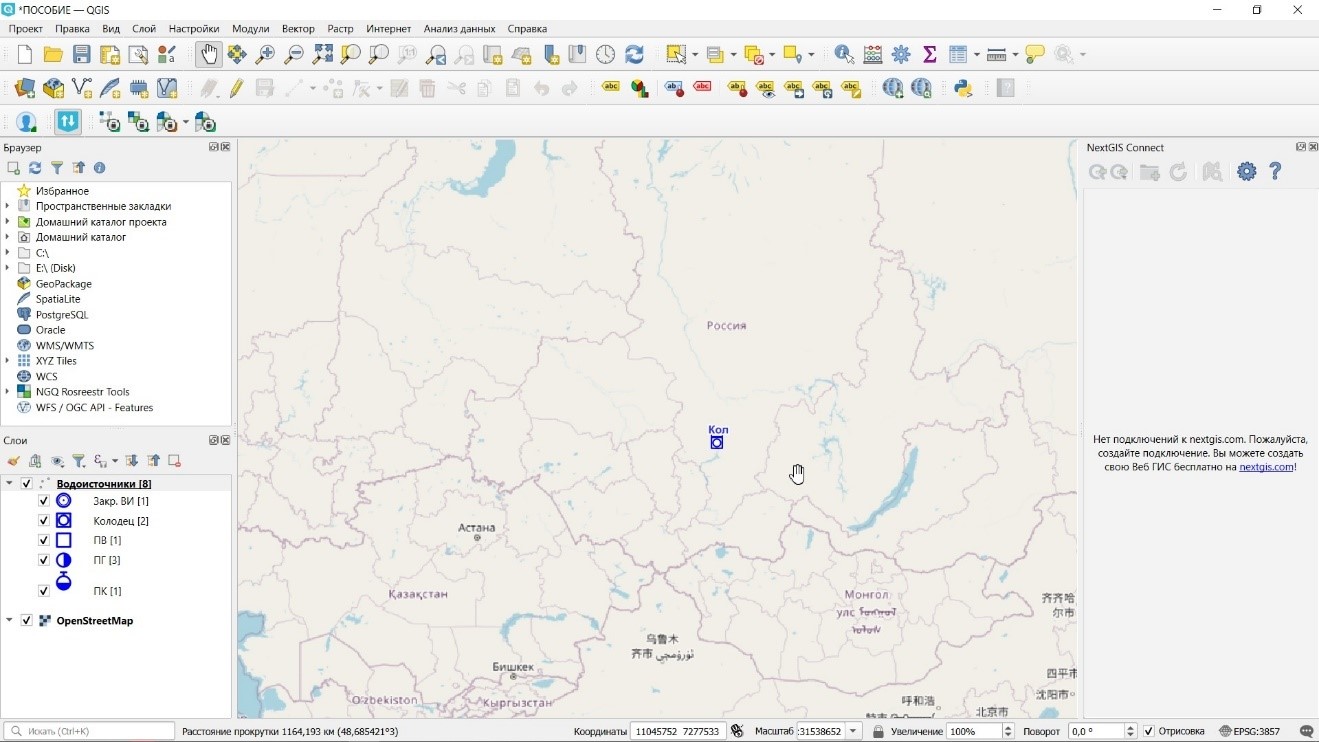 *ПОСОБИЕ — QGIS
Проект Правка Вид Слой Настройки Модули Вектор Растр Интернет Анализ данных Справка
Браузер
Избранное
Пространственные закладки
Домашний каталог проекта
Домашний каталог
C:\
E:\ (Disk)
GeoPackage
SpatiaLite
PostgreSQL
Oracle
WMS/WMTS
XYZ Tiles
WCS
NGQ Rosreestr Tools
WFS / OGC API - Features
Слои
Водоисточники [8]
Закр. ВИ [1]
Колодец [2]
ПВ [1]
ПГ [3]
ПК [1]
OpenStreetMap
Россия
Кол
Астана
Казақстан
Монгол
улс
乌鲁木
齐市
Бишкек
Oʻzbekiston
Кыргызстан
呼和浩
北京市
齐齐哈
尔市
四平市
沈阳市
NextGIS Connect
Нет подключений к nextgis.com. Пожалуйста,
создайте подключение. Вы можете создать
свою Веб ГИС бесплатно на nextgis.com!
Искать (Ctrl+K) Расстояние прокрутки 1164,193 км (48,685421°3) Координаты 11045752 7277533 Масштаб :31538652 Увеличение 100% Поворот 0,0 ° Отрисовка EPSG:3857